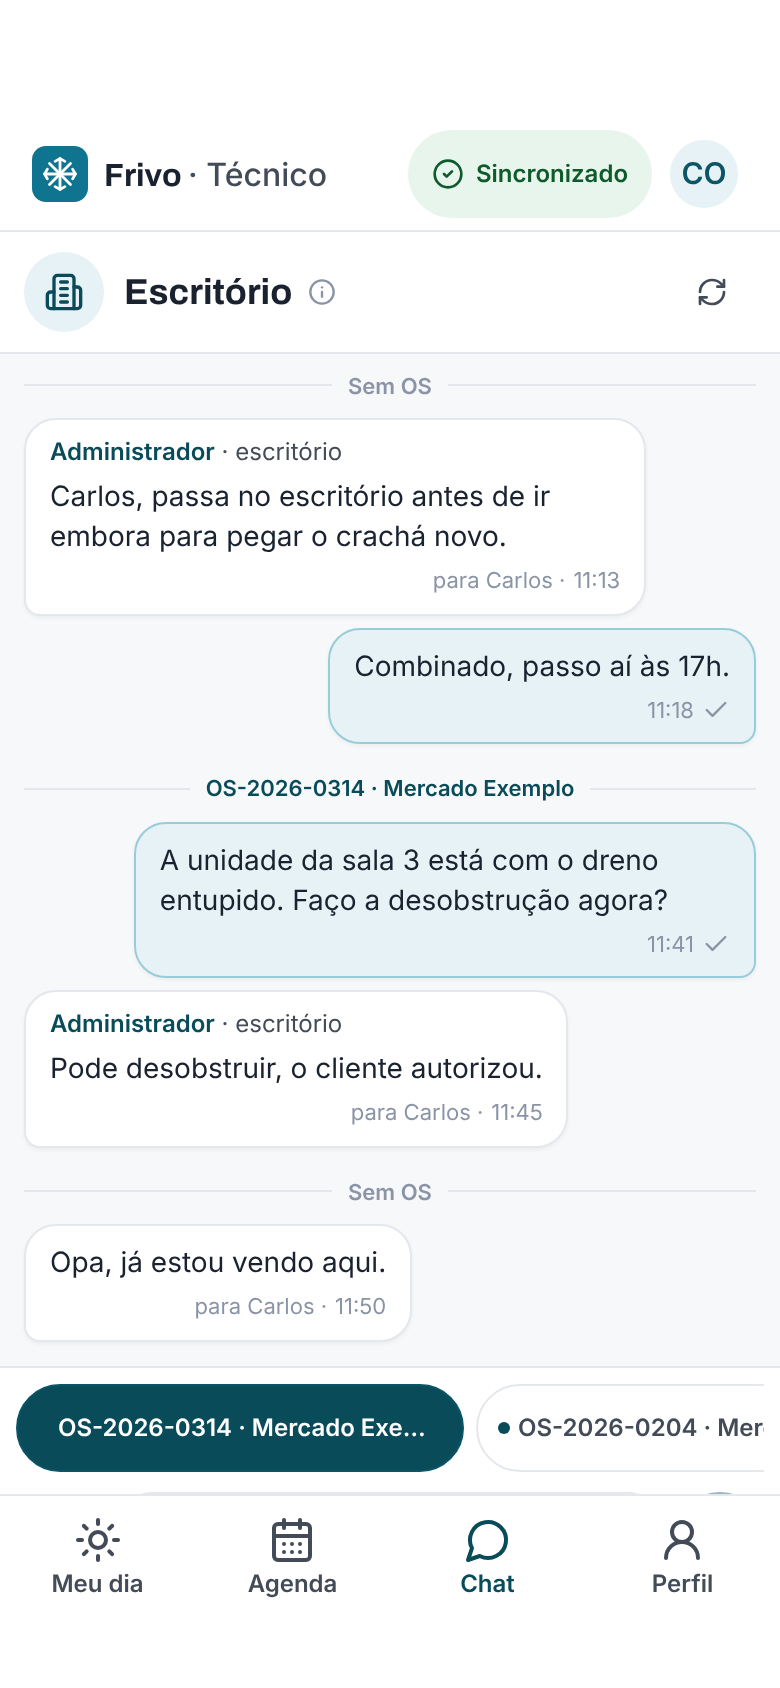 Frivo · Técnico
Sincronizado
CO
Escritório
Sem OS
Administrador · escritório
Carlos, passa no escritório antes de ir
embora para pegar o crachá novo.
para Carlos · 11:13
Combinado, passo aí às 17h.
11:18
OS-2026-0314 · Mercado Exemplo
A unidade da sala 3 está com o dreno
entupido. Faço a desobstrução agora?
11:41
Administrador · escritório
Pode desobstruir, o cliente autorizou.
para Carlos · 11:45
Sem OS
Opa, já estou vendo aqui.
para Carlos · 11:50
OS-2026-0314 · Mercado Exe...
OS-2026-0204 · Mer
Meu dia
Agenda
Chat
Perfil